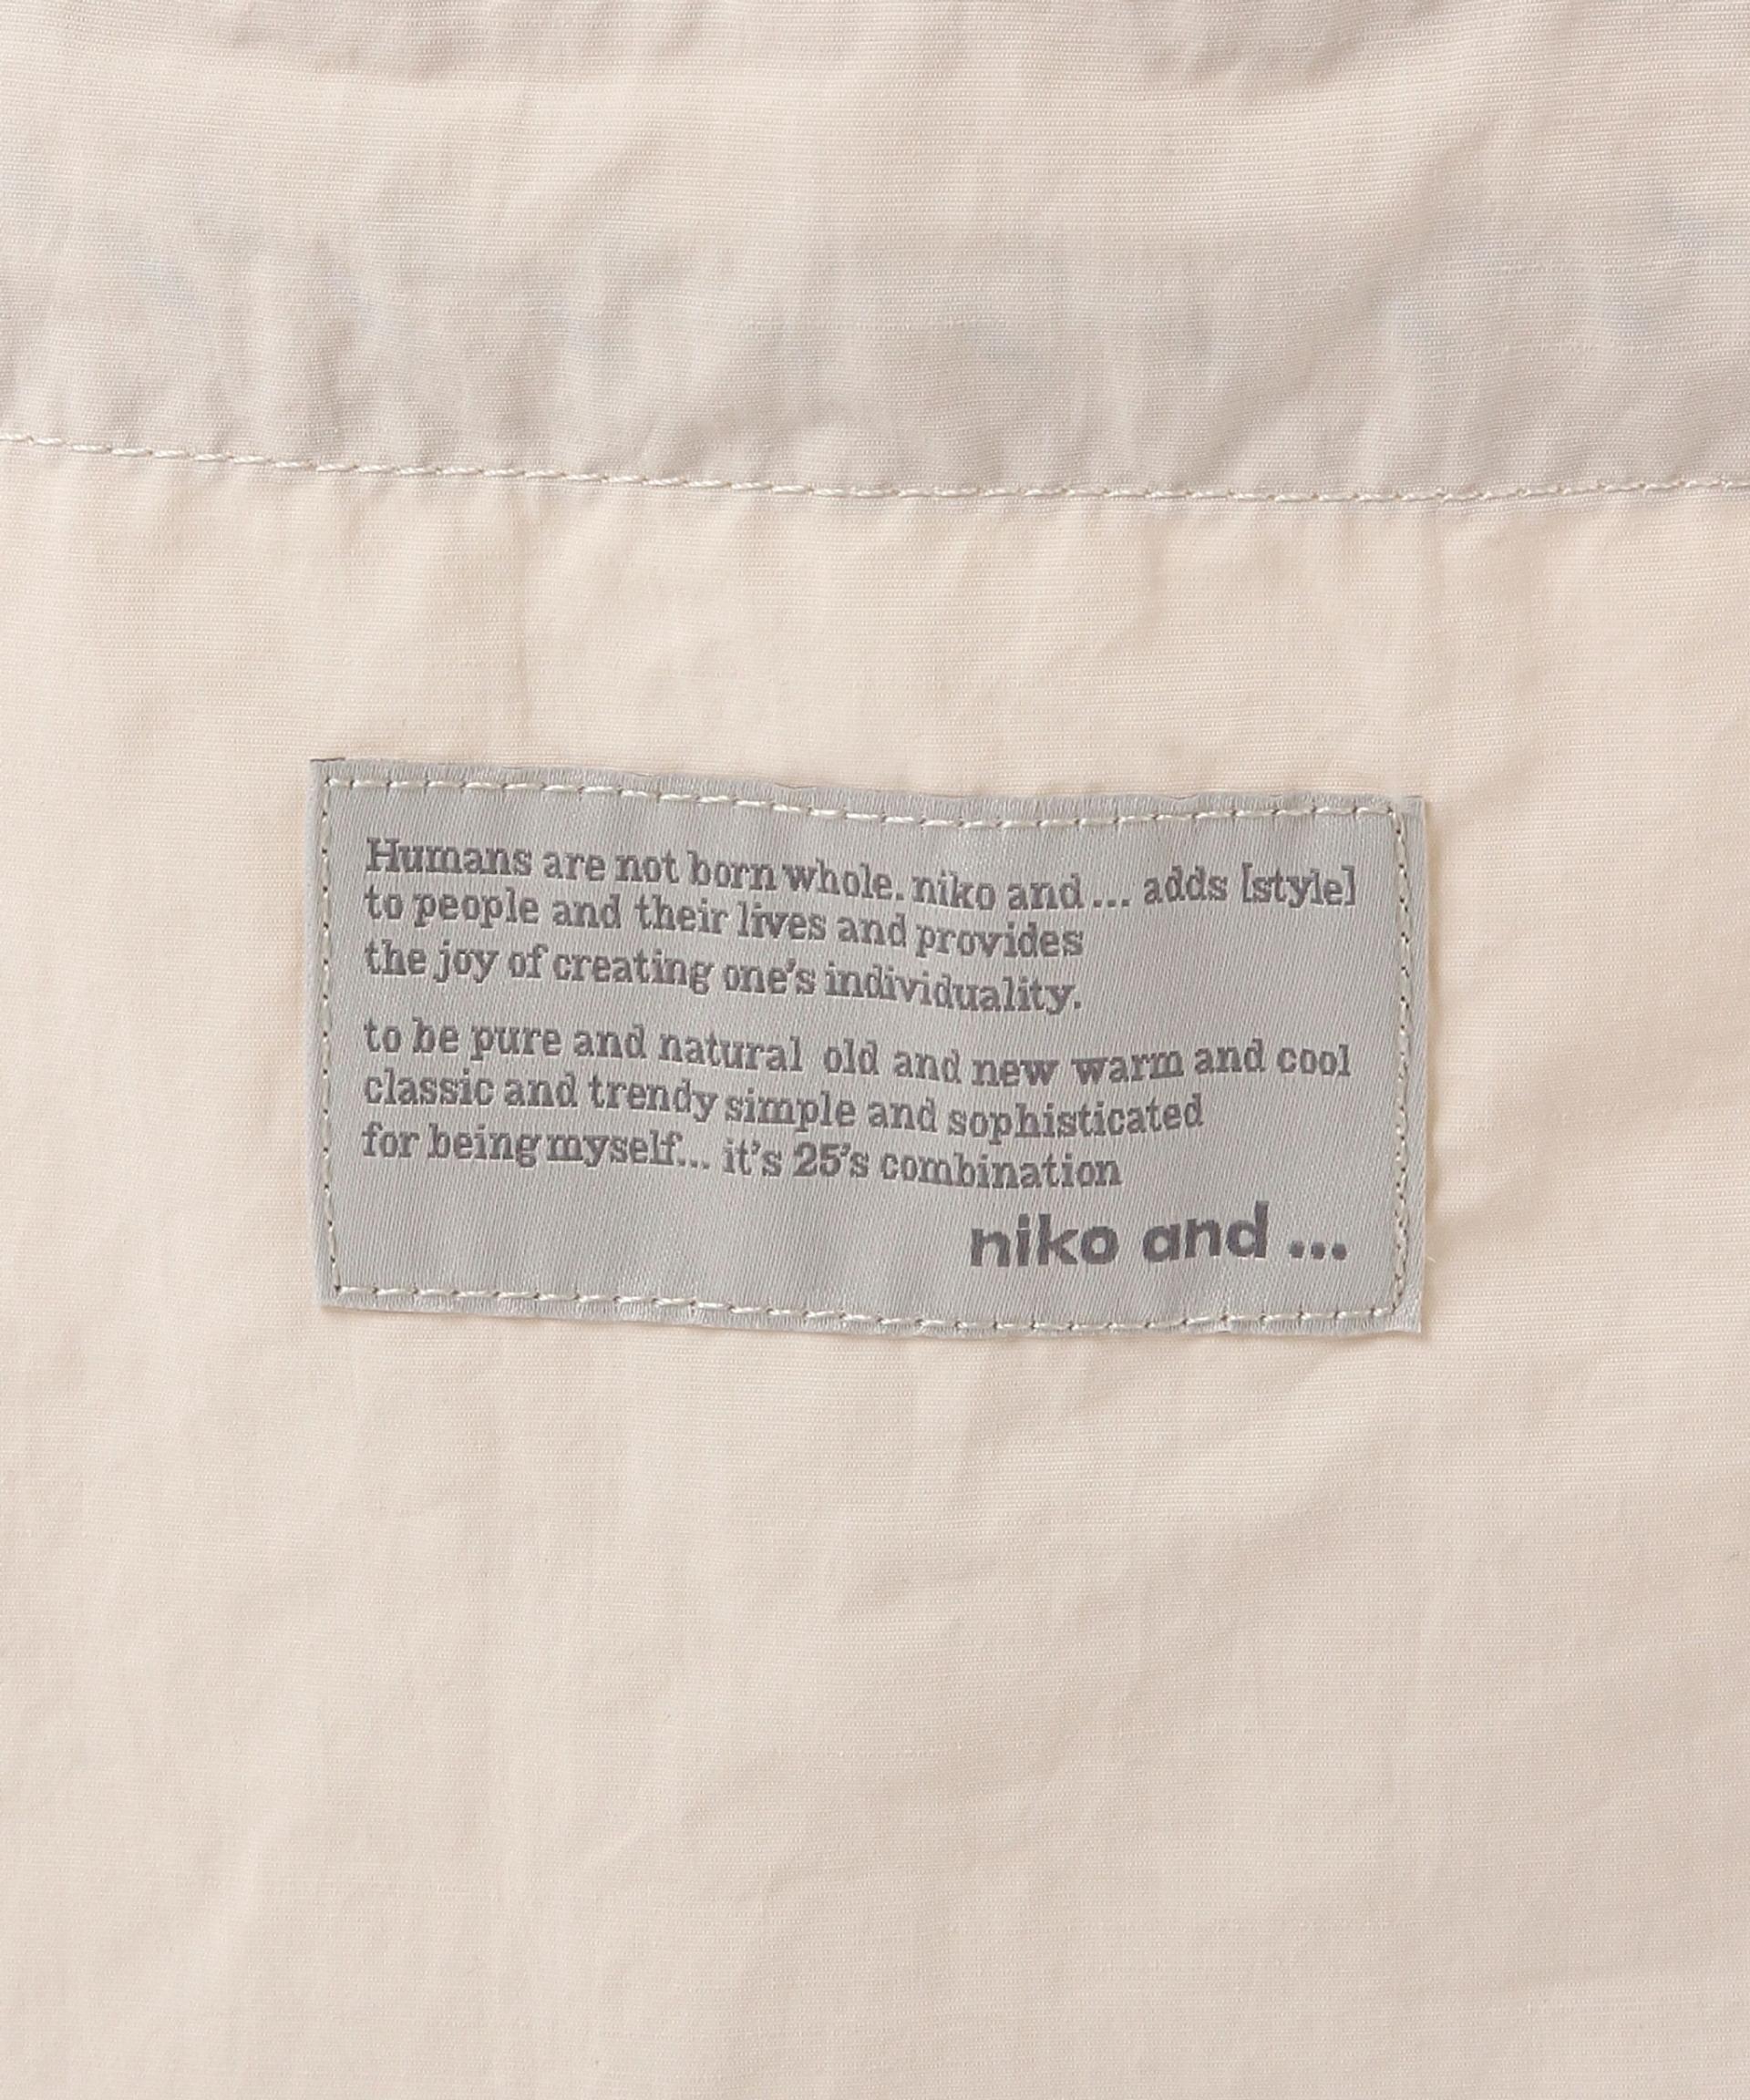 Humans are not born whole. niko and ... adds [style]
to people and their lives and provides
the joy of creating one's individuality.
to be pure and natural old and new warm and cool
classic and trendy simple and sophisticated
for being myself... it's 25's combination
niko and ...